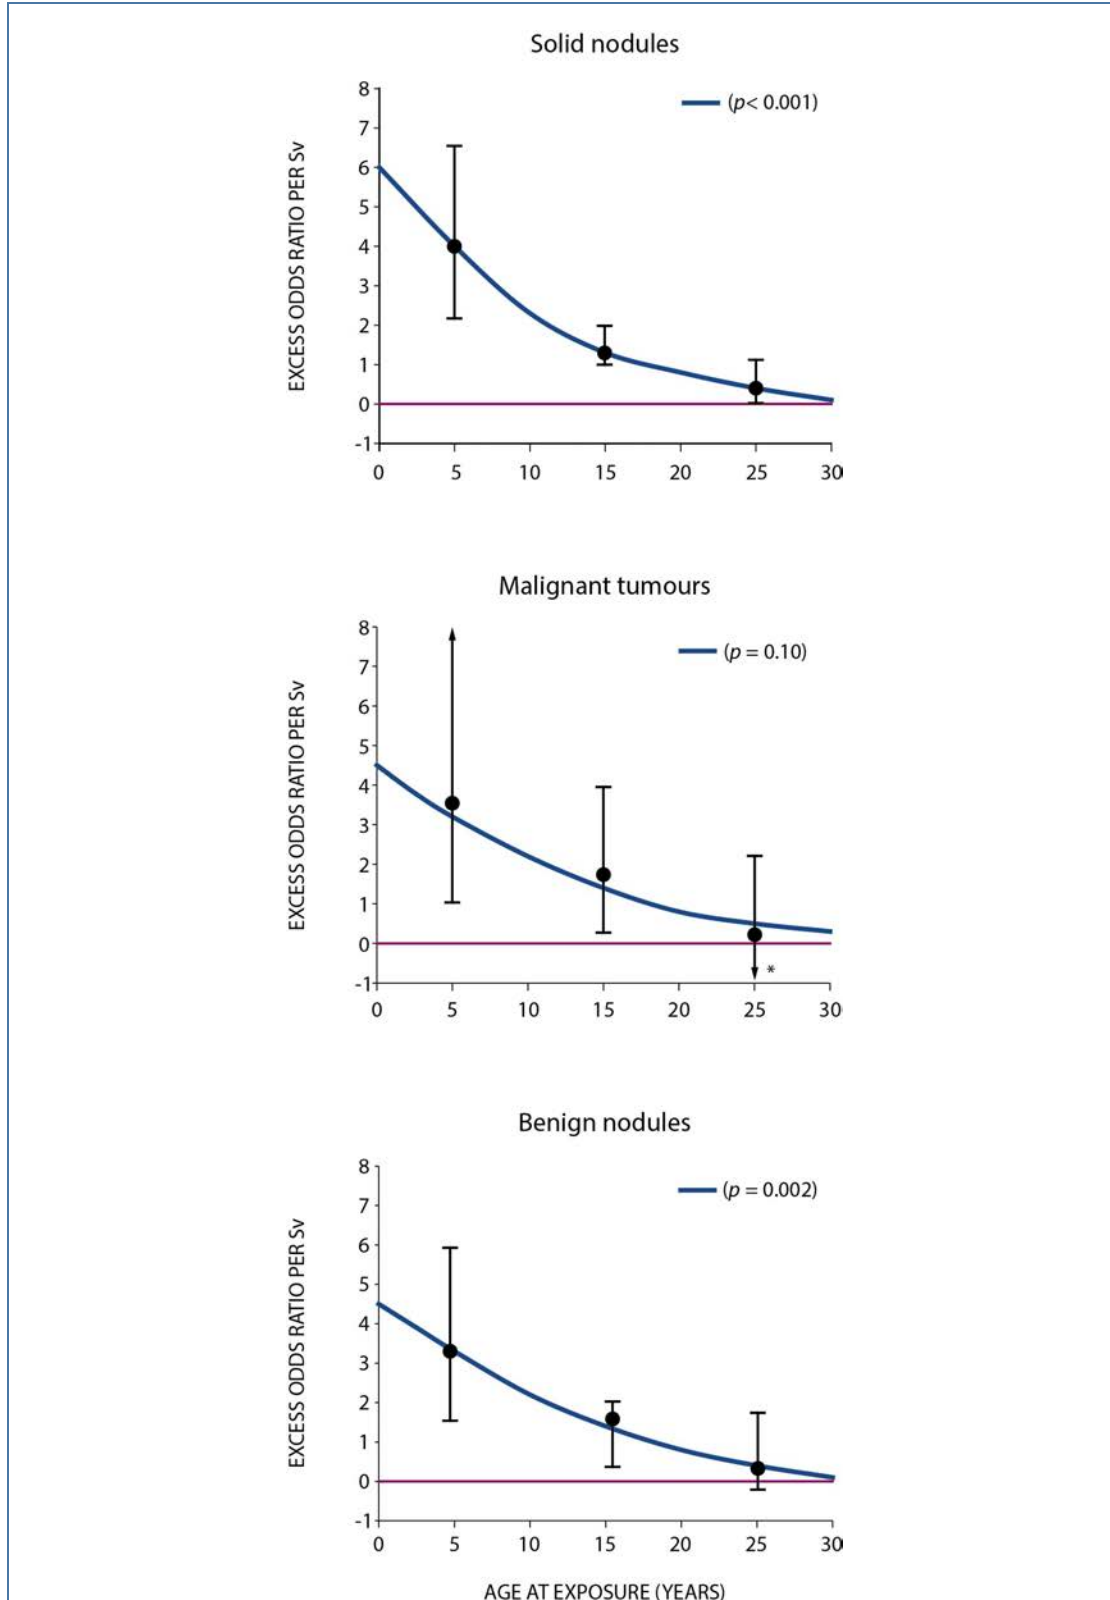 Solid nodules
8
(p< 0.001)
7
6
5
4
3
2
1
0
-1
EXCESS ODDS RATIO PER Sv
0 5 10 15 20 25 30
Malignant tumours
8
(p = 0.10)
7
6
5
4
3
2
1
0
*
-1
EXCESS ODDS RATIO PER Sv
0 5 10 15 20 25 30
Benign nodules
8
(p = 0.002)
7
6
5
4
3
2
1
0
-1
EXCESS ODDS RATIO PER Sv
0 5 10 15 20 25 30
AGE AT EXPOSURE (YEARS)